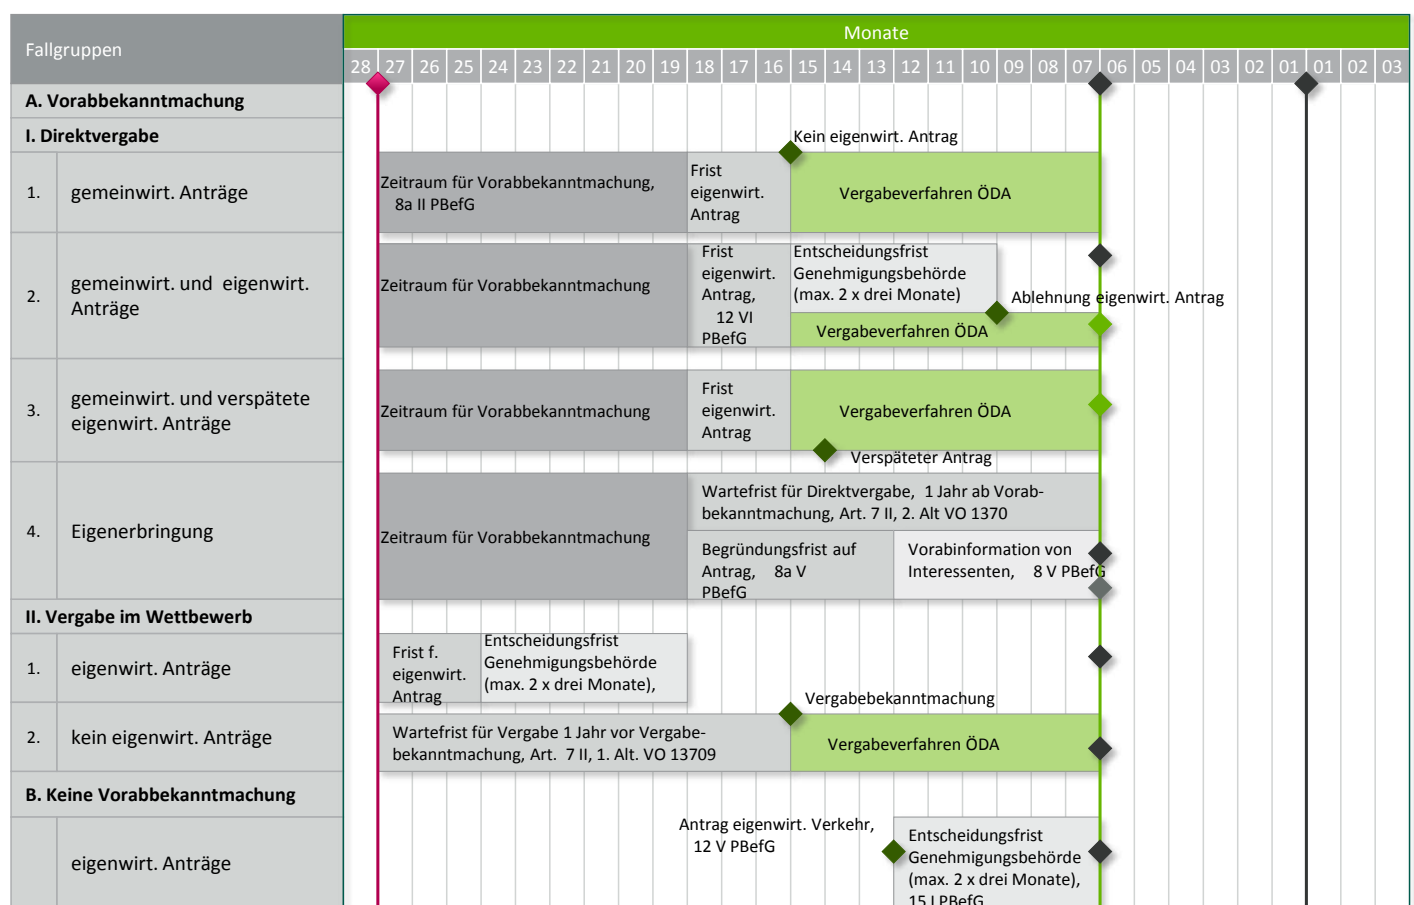 Fallgruppen
Monate
28 27 26 25 24 23 22 21 20 19 18 17 16 15 14 13 12 11 10 09 08 07 06 05 04 03 02 01 01 02 03
A. Vorabbekanntmachung
I. Direktvergabe
Kein eigenwirt. Antrag
1. gemeinwirt. Anträge
Zeitraum für Vorabbekanntmachung,
8a II PBefG
Frist
eigenwirt.
Antrag
Vergabeverfahren ÖDA
2. gemeinwirt. und eigenwirt.
Anträge
Zeitraum für Vorabbekanntmachung
Frist
eigenwirt.
Antrag,
12 VI
PBefG
Entscheidungsfrist
Genehmigungsbehörde
(max. 2 x drei Monate)
Ablehnung eigenwirt. Antrag
Vergabeverfahren ÖDA
3. gemeinwirt. und verspätete
eigenwirt. Anträge
Zeitraum für Vorabbekanntmachung
Frist
eigenwirt.
Antrag
Vergabeverfahren ÖDA
Verspäteter Antrag
4. Eigenerbringung
Zeitraum für Vorabbekanntmachung
Wartefrist für Direktvergabe, 1 Jahr ab Vorab-
bekanntmachung, Art. 7 II, 2. Alt VO 1370
Begründungsfrist auf
Antrag, 8a V
PBefG
Vorabinformation von
Interessenten, 8 V PBefG
II. Vergabe im Wettbewerb
1. eigenwirt. Anträge
Frist f.
eigenwirt.
Antrag
Entscheidungsfrist
Genehmigungsbehörde
(max. 2 x drei Monate),
Vergabebekanntmachung
2. kein eigenwirt. Anträge
Wartefrist für Vergabe 1 Jahr vor Vergabe-
bekanntmachung, Art. 7 II, 1. Alt. VO 13709
Vergabeverfahren ÖDA
B. Keine Vorabbekanntmachung
eigenwirt. Anträge
Antrag eigenwirt. Verkehr,
12 V PBefG
Entscheidungsfrist
Genehmigungsbehörde
(max. 2 x drei Monate),
15 I PBefG